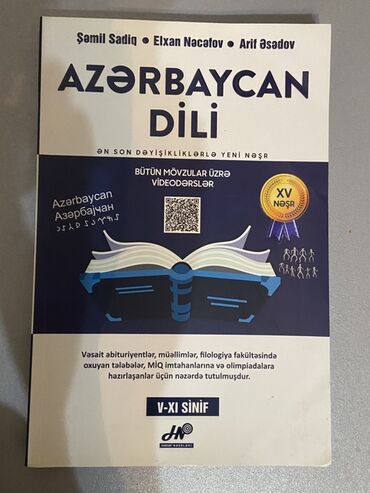 Şəmil Sadiq • Elxan Nəcəfov • Arif Əsədov
AZƏRBAYCAN
DİLİ
ƏN SON DƏYİŞİKLİKLƏRLƏ YENİ NƏŞR
BÜTÜN MÖVZULAR ÜZRƏ
VİDEODƏRSLƏR
Azərbaycan
Азәрбајҹан
XV
NƏŞR
Vəsait abituriyentlər, müəllimlər, filologiya fakültəsində
oxuyan tələbələr, MİQ imtahanlarına və olimpiadalara
hazırlaşanlar üçün nəzərdə tutulmuşdur.
V-XI SİNİF